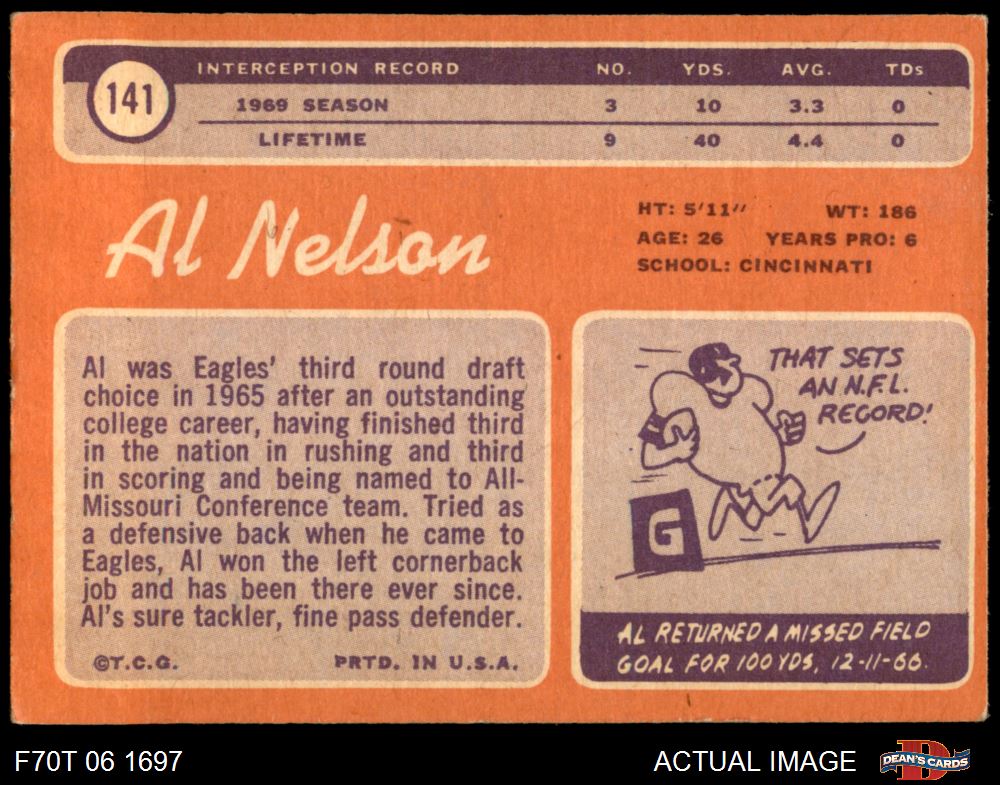 141
INTERCEPTION RECORD NO. YDS. AVG. TDs
1969 SEASON 3 10 3.3 0
LIFETIME 9 40 4.4 0
Al Nelson
HT: 5'11" WT: 186
AGE: 26 YEARS PRO: 6
SCHOOL: CINCINNATI
Al was Eagles' third round draft
choice in 1965 after an outstanding
college career, having finished third
in the nation in rushing and third
in scoring and being named to All-
Missouri Conference team. Tried as
a defensive back when he came to
Eagles, Al won the left cornerback
job and has been there ever since.
Al's sure tackler, fine pass defender.
©T.C.G. PRTD. IN U.S.A.
THAT SETS
AN N.F.L.
RECORD!
G
AL RETURNED A MISSED FIELD
GOAL FOR 100 YDS, 12-11-66.
F70T 06 1697 ACTUAL IMAGE
D
DEAN'S CARDS